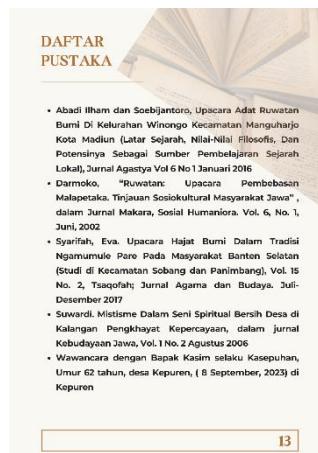 DAFTAR
PUSTAKA
• Abadi Ilham dan Soebijantoro, Upacara Adat Ruwatan
Bumi Di Kelurahan Winongo Kecamatan Manguharjo
Kota Madiun (Latar Sejarah, Nilai-Nilai Filosofis, Dan
Potensinya Sebagai Sumber Pembelajaran Sejarah
Lokal), Jurnal Agastya Vol 6 No 1 Januari 2016
• Darmoko, “Ruwatan: Upacara Pembebasan
Malapetaka. Tinjauan Sosiokultural Masyarakat Jawa” ,
dalam Jurnal Makara, Sosial Humaniora. Vol. 6, No. 1,
Juni, 2002
• Syarifah, Eva. Upacara Hajat Bumi Dalam Tradisi
Ngamumule Pare Pada Masyarakat Banten Selatan
(Studi di Kecamatan Sobang dan Panimbang), Vol. 15
No. 2, Tsaqofah; Jurnal Agama dan Budaya. Juli-
Desember 2017
• Suwardi. Mistisme Dalam Seni Spiritual Bersih Desa di
Kalangan Pengkhayat Kepercayaan, dalam jurnal
Kebudayaan Jawa, Vol. 1 No. 2 Agustus 2006
• Wawancara dengan Bapak Kasim selaku Kasepuhan,
Umur 62 tahun, desa Kepuren, ( 8 September, 2023) di
Kepuren
13